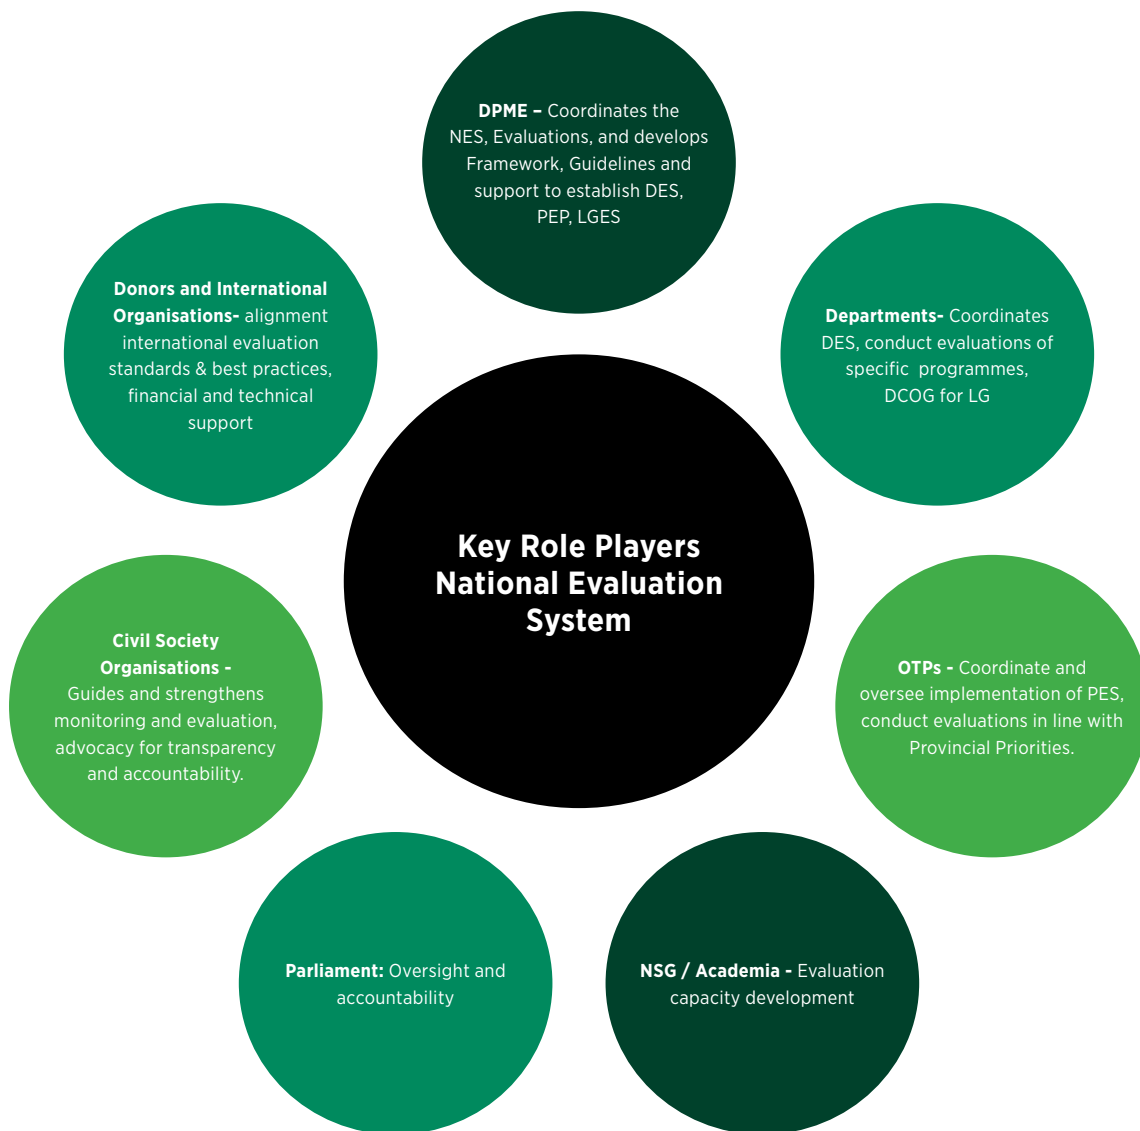 DPME – Coordinates the
NES, Evaluations, and develops
Framework, Guidelines and
support to establish DES,
PEP, LGES
Donors and International
Organisations- alignment
international evaluation
standards & best practices,
financial and technical
support
Departments- Coordinates
DES, conduct evaluations of
specific programmes,
DCOG for LG
Key Role Players
National Evaluation
System
Civil Society
Organisations -
Guides and strengthens
monitoring and evaluation,
advocacy for transparency
and accountability.
OTPs - Coordinate and
oversee implementation of PES,
conduct evaluations in line with
Provincial Priorities.
Parliament: Oversight and
accountability
NSG / Academia - Evaluation
capacity development